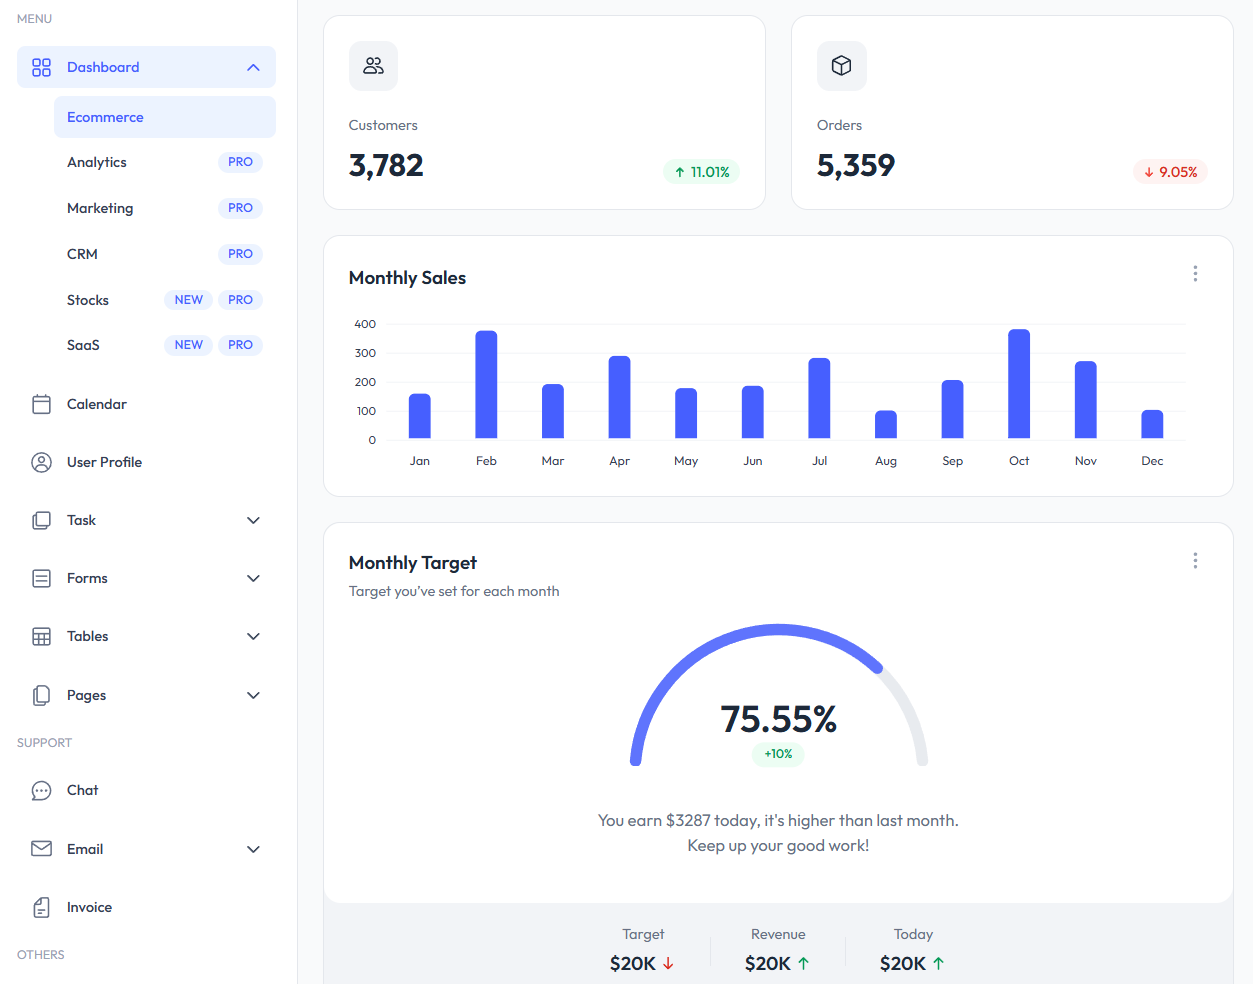 MENU
Dashboard
Ecommerce
Analytics PRO
Marketing PRO
CRM PRO
Stocks NEW PRO
SaaS NEW PRO
Calendar
User Profile
Task
Forms
Tables
Pages
SUPPORT
Chat
Email
Invoice
OTHERS
Customers
3,782
11.01%
Orders
5,359
9.05%
Monthly Sales
400
300
200
100
0
Jan Feb Mar Apr May Jun Jul Aug Sep Oct Nov Dec
Monthly Target
Target you’ve set for each month
75.55%
+10%
You earn $3287 today, it's higher than last month.
Keep up your good work!
Target Revenue Today
$20K $20K $20K